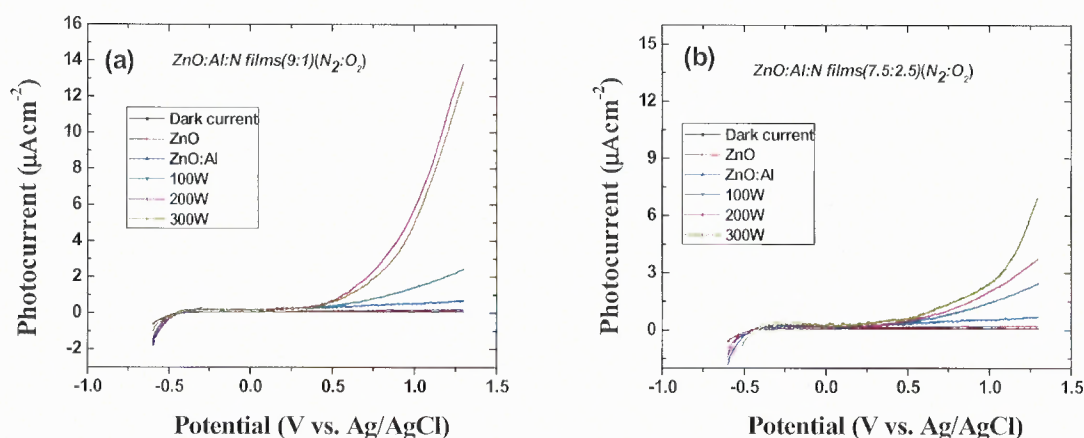 (a)
ZnO:Al:N films(9:1)(N₂:O₂)
Dark current
ZnO
ZnO:Al
100W
200W
300W
Photocurrent (µAcm⁻²)
16
14
12
10
8
6
4
2
0
-2
-1.0 -0.5 0.0 0.5 1.0 1.5
Potential (V vs. Ag/AgCl)
(b)
ZnO:Al:N films(7.5:2.5)(N₂:O₂)
Dark current
ZnO
ZnO:Al
100W
200W
300W
Photocurrent (µAcm⁻²)
15
12
9
6
3
0
-1.0 -0.5 0.0 0.5 1.0 1.5
Potential (V vs. Ag/AgCl)